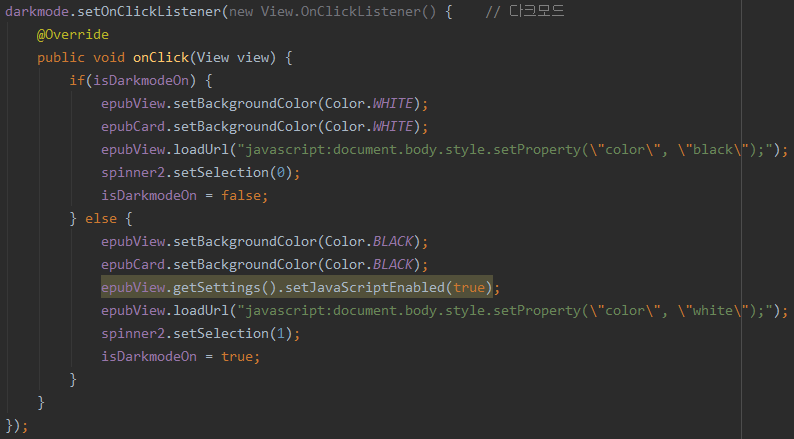 darkmode.setOnClickListener(new View.OnClickListener() {    // 다크모드
    @Override
    public void onClick(View view) {
        if(isDarkmodeOn) {
            epubView.setBackgroundColor(Color.WHITE);
            epubCard.setBackgroundColor(Color.WHITE);
            epubView.loadUrl("javascript:document.body.style.setProperty(\"color\", \"black\");");
            spinner2.setSelection(0);
            isDarkmodeOn = false;
        } else {
            epubView.setBackgroundColor(Color.BLACK);
            epubCard.setBackgroundColor(Color.BLACK);
            epubView.getSettings().setJavaScriptEnabled(true);
            epubView.loadUrl("javascript:document.body.style.setProperty(\"color\", \"white\");");
            spinner2.setSelection(1);
            isDarkmodeOn = true;
        }
    }
});